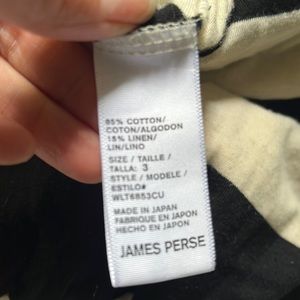 85% COTTON/
COTON/ALGODON
15% LINEN/
LIN/LINO
SIZE / TAILLE /
TALLA: 3
STYLE / MODELE /
ESTILO#
WLT6853CU
MADE IN JAPAN
FABRIQUE EN JAPON
HECHO EN JAPON
JAMES PERSE